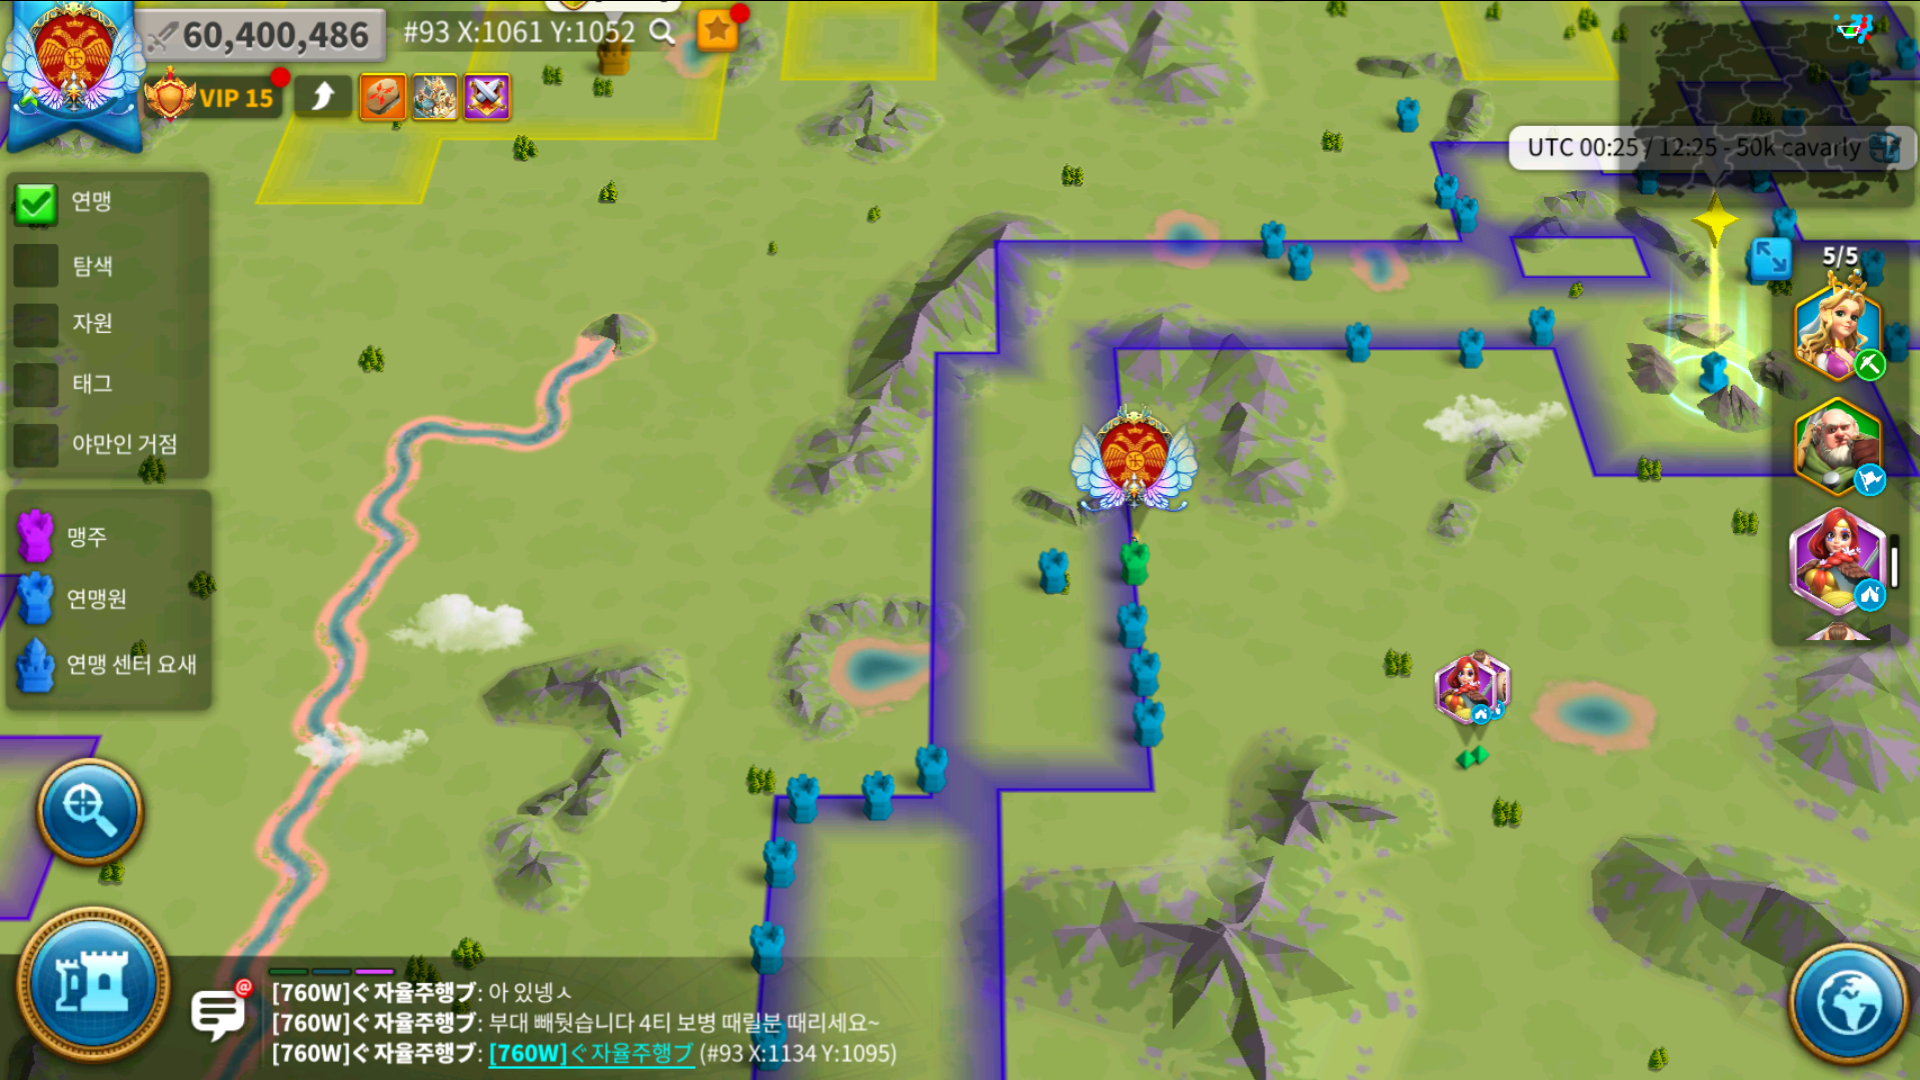 60,400,486
#93 X:1061 Y:1052
VIP 15
UTC 00:25 / 12:25 - 50k cavarly
5/5
연맹
탐색
자원
태그
야만인 거점
맹주
연맹원
연맹 센터 요새
[760W]ぐ자율주행ブ: 아 있넹ㅅ
[760W]ぐ자율주행ブ: 부대 빼뒀습니다 4티 보병 때릴분 때리세요~
[760W]ぐ자율주행ブ: [760W]ぐ자율주행ブ (#93 X:1134 Y:1095)